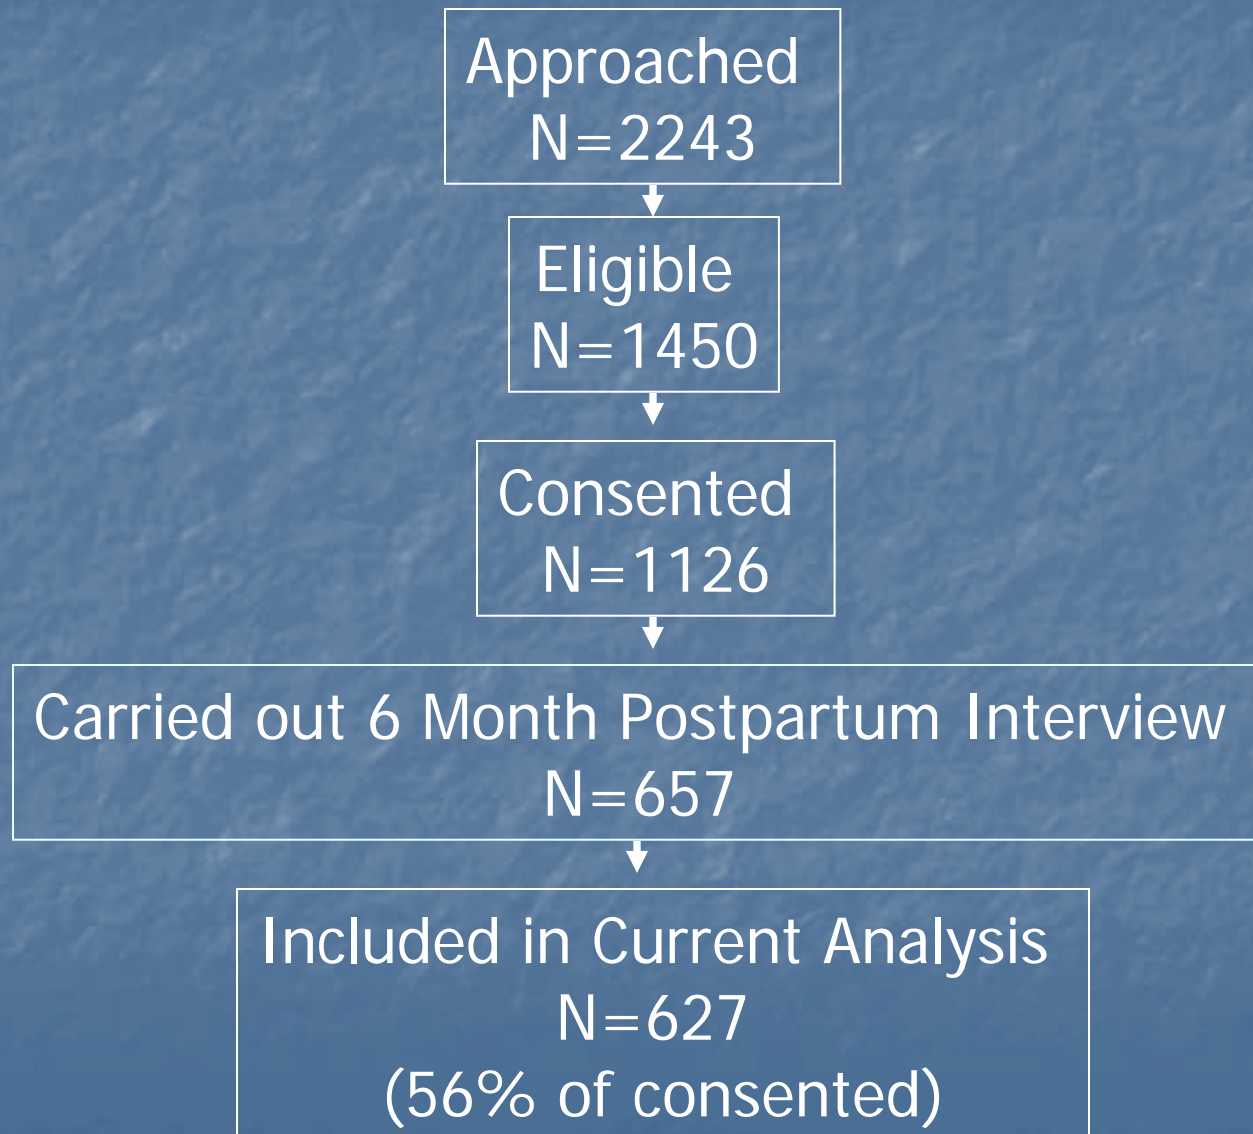 Approached
N=2243
Eligible
N=1450
Consented
N=1126
Carried out 6 Month Postpartum Interview
N=657
Included in Current Analysis
N=627
(56% of consented)